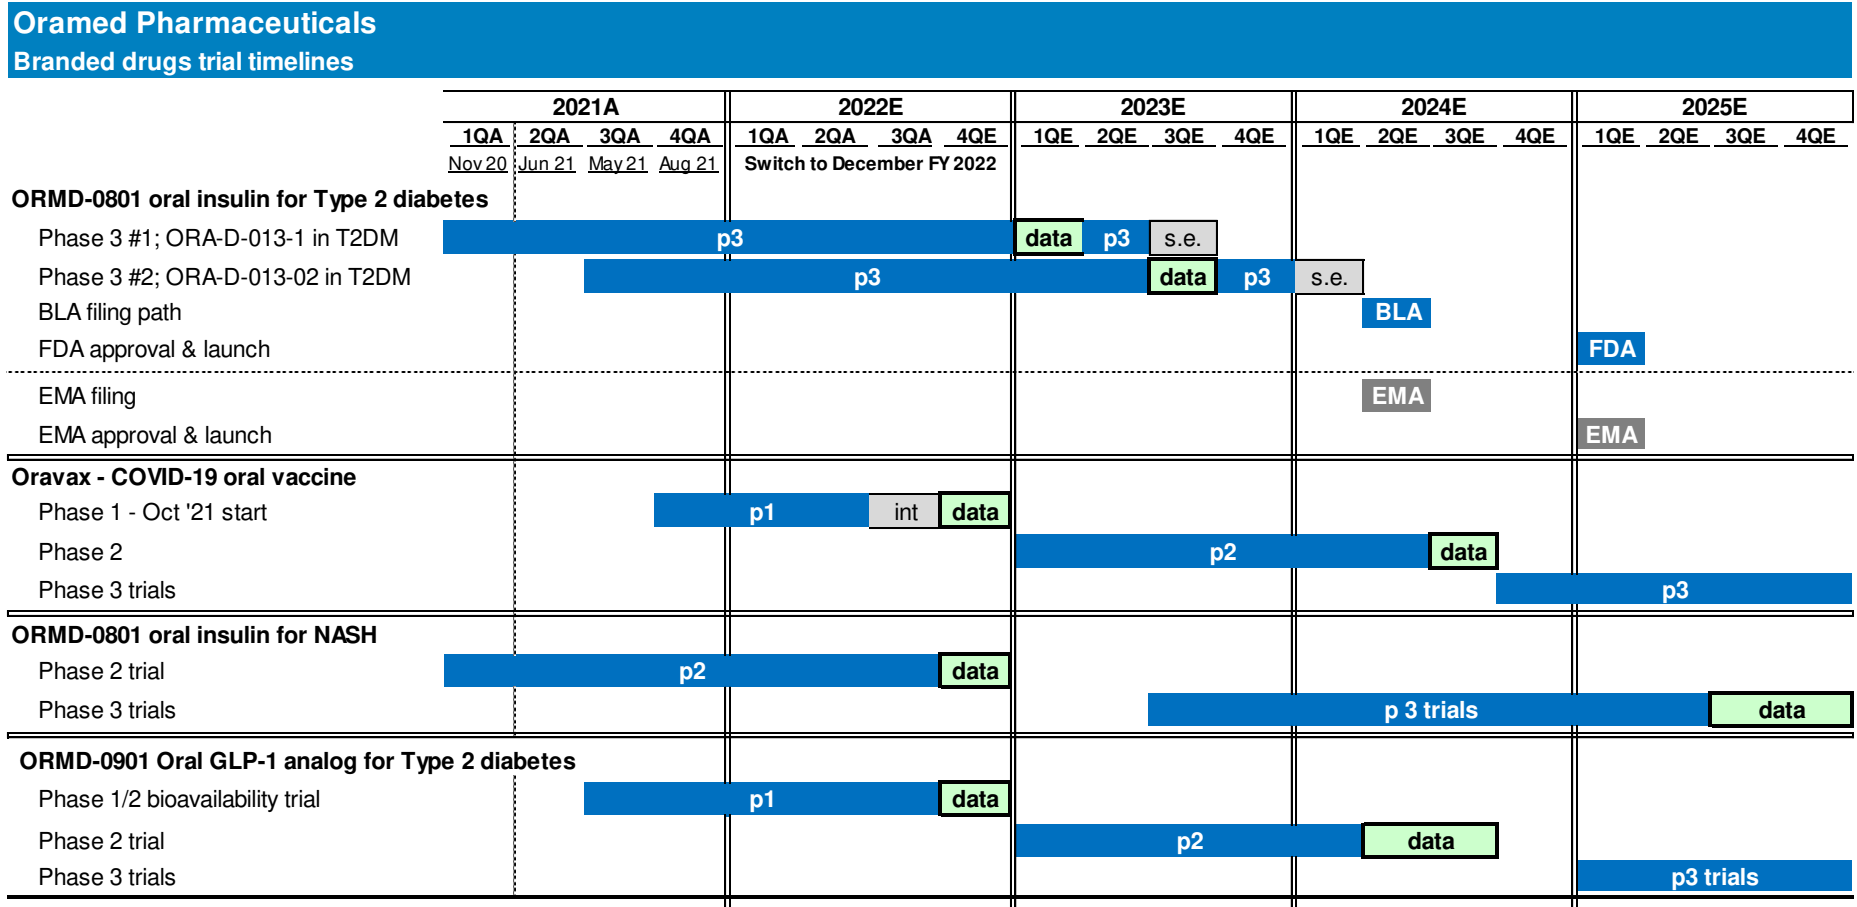 Oramed Pharmaceuticals
Branded drugs trial timelines
2021A 2022E 2023E 2024E 2025E
1QA 2QA 3QA 4QA 1QA 2QA 3QA 4QE 1QE 2QE 3QE 4QE 1QE 2QE 3QE 4QE 1QE 2QE 3QE 4QE
Nov 20 Jun 21 May 21 Aug 21 Switch to December FY 2022
ORMD-0801 oral insulin for Type 2 diabetes
Phase 3 #1; ORA-D-013-1 in T2DM p3 data p3 s.e.
Phase 3 #2; ORA-D-013-02 in T2DM p3 data p3 s.e.
BLA filing path BLA
FDA approval & launch FDA
EMA filing EMA
EMA approval & launch EMA
Oravax - COVID-19 oral vaccine
Phase 1 - Oct '21 start p1 int data
Phase 2 p2 data
Phase 3 trials p3
ORMD-0801 oral insulin for NASH
Phase 2 trial p2 data
Phase 3 trials p 3 trials data
ORMD-0901 Oral GLP-1 analog for Type 2 diabetes
Phase 1/2 bioavailability trial p1 data
Phase 2 trial p2 data
Phase 3 trials p3 trials